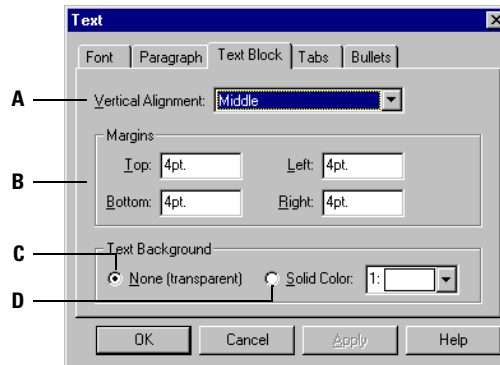 Text
Font Paragraph Text Block Tabs Bullets
A Vertical Alignment: Middle
Margins
Top: 4pt. Left: 4pt.
B
Bottom: 4pt. Right: 4pt.
C Text Background
None (transparent) Solid Color: 1:
D
OK Cancel Apply Help